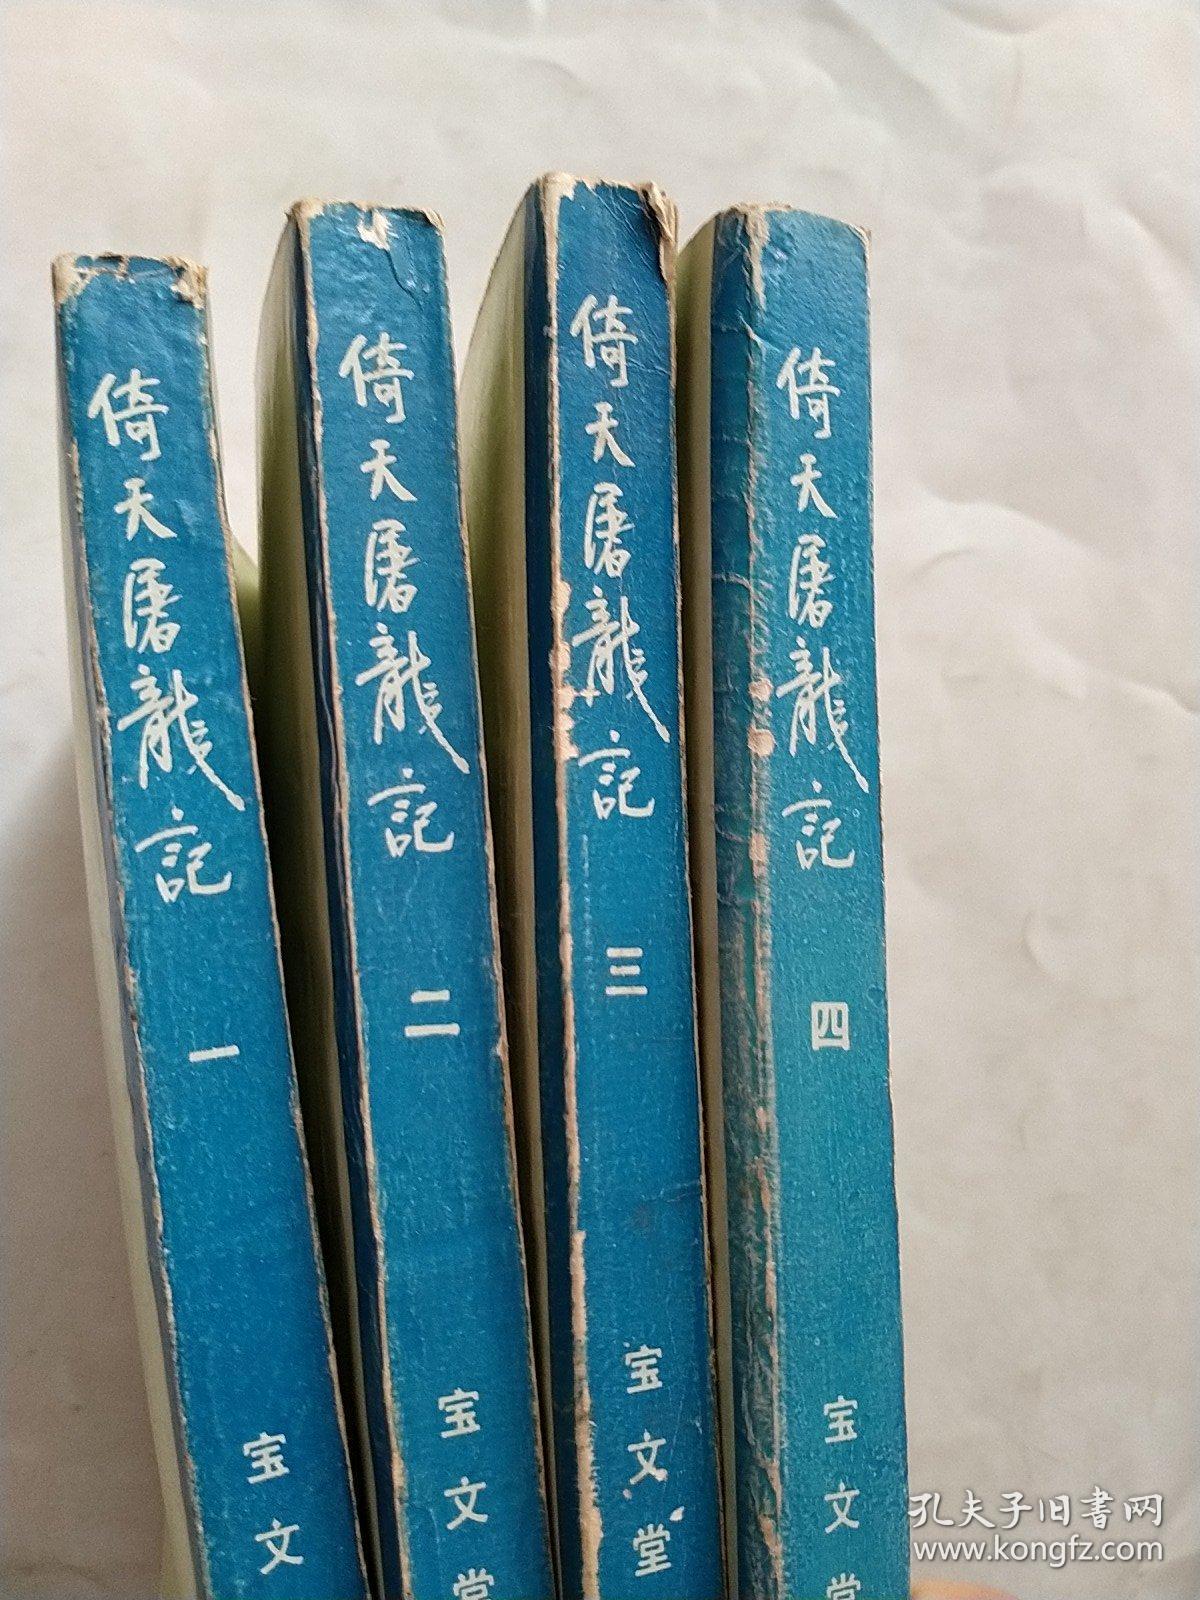 倚天屠龍記 一 宝文
倚天屠龍記 二 宝文堂
倚天屠龍記 三 宝文堂
倚天屠龍記 四 宝文堂
孔夫子旧書网
www.kongfz.com